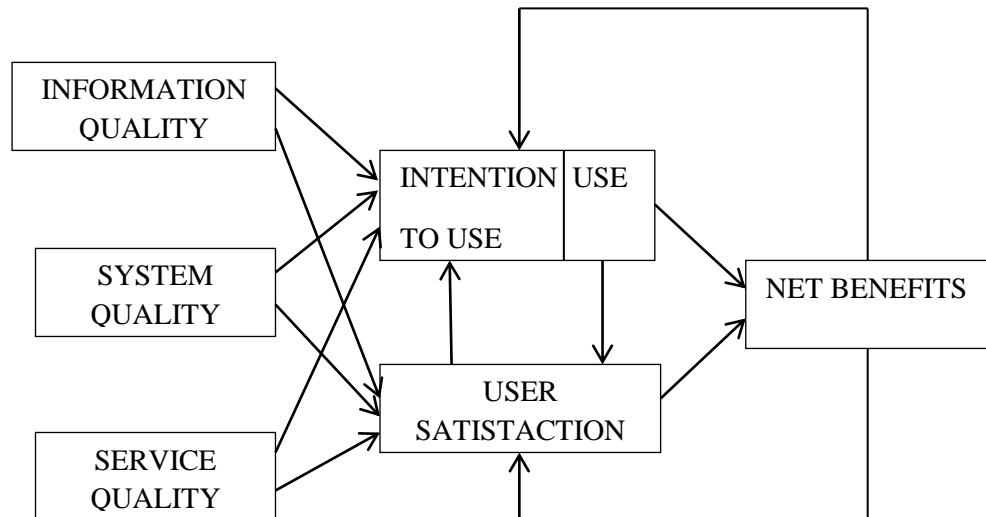 INFORMATION
QUALITY
INTENTION
USE
TO USE
SYSTEM
QUALITY
NET BENEFITS
USER
SATISTACTION
SERVICE
QUALITY